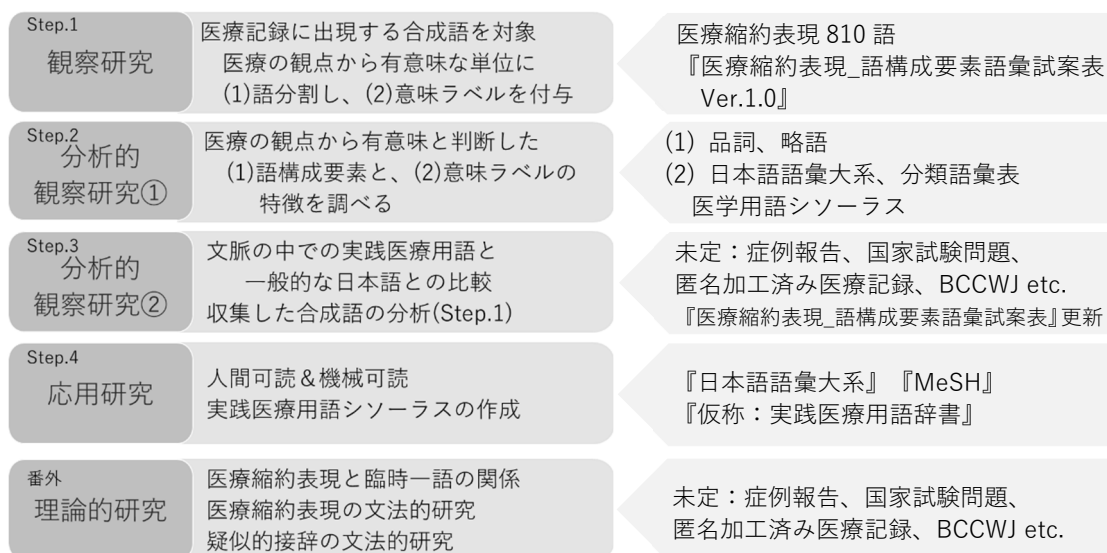 Step.1
観察研究
医療記録に出現する合成語を対象
医療の観点から有意味な単位に
(1)語分割し、(2)意味ラベルを付与
医療縮約表現 810 語
『医療縮約表現_語構成要素語彙試案表
Ver.1.0』
Step.2
分析的
観察研究①
医療の観点から有意味と判断した
(1)語構成要素と、(2)意味ラベルの
特徴を調べる
(1) 品詞、略語
(2) 日本語語彙大系、分類語彙表
医学用語シソーラス
Step.3
分析的
観察研究②
文脈の中での実践医療用語と
一般的な日本語との比較
収集した合成語の分析(Step.1)
未定：症例報告、国家試験問題、
匿名加工済み医療記録、BCCWJ etc.
『医療縮約表現_語構成要素語彙試案表』更新
Step.4
応用研究
人間可読＆機械可読
実践医療用語シソーラスの作成
『日本語語彙大系』『MeSH』
『仮称：実践医療用語辞書』
番外
理論的研究
医療縮約表現と臨時一語の関係
医療縮約表現の文法的研究
疑似的接辞の文法的研究
未定：症例報告、国家試験問題、
匿名加工済み医療記録、BCCWJ etc.